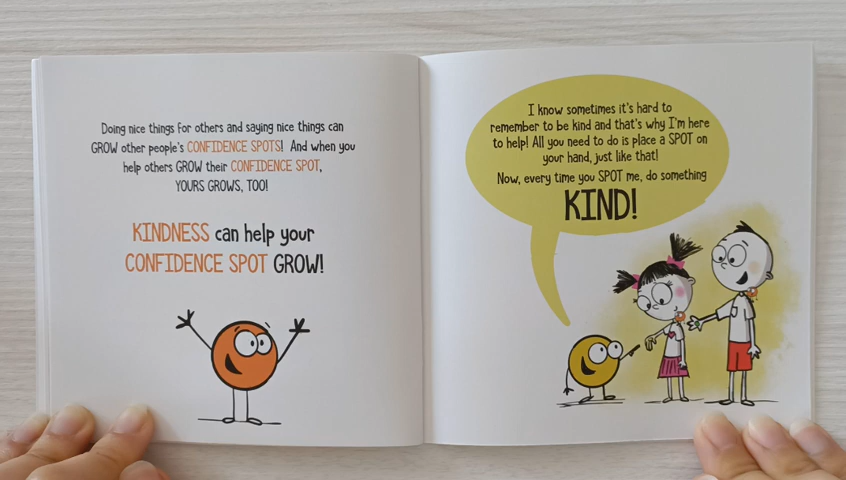 Doing nice things for others and saying nice things can
GROW other people's CONFIDENCE SPOTS! And when you
help others GROW their CONFIDENCE SPOT,
YOURS GROWS, TOO!
KINDNESS can help your
CONFIDENCE SPOT GROW!
I know sometimes it's hard to
remember to be kind and that's why I'm here
to help! All you need to do is place a SPOT on
your hand, just like that!
Now, every time you SPOT me, do something
KIND!